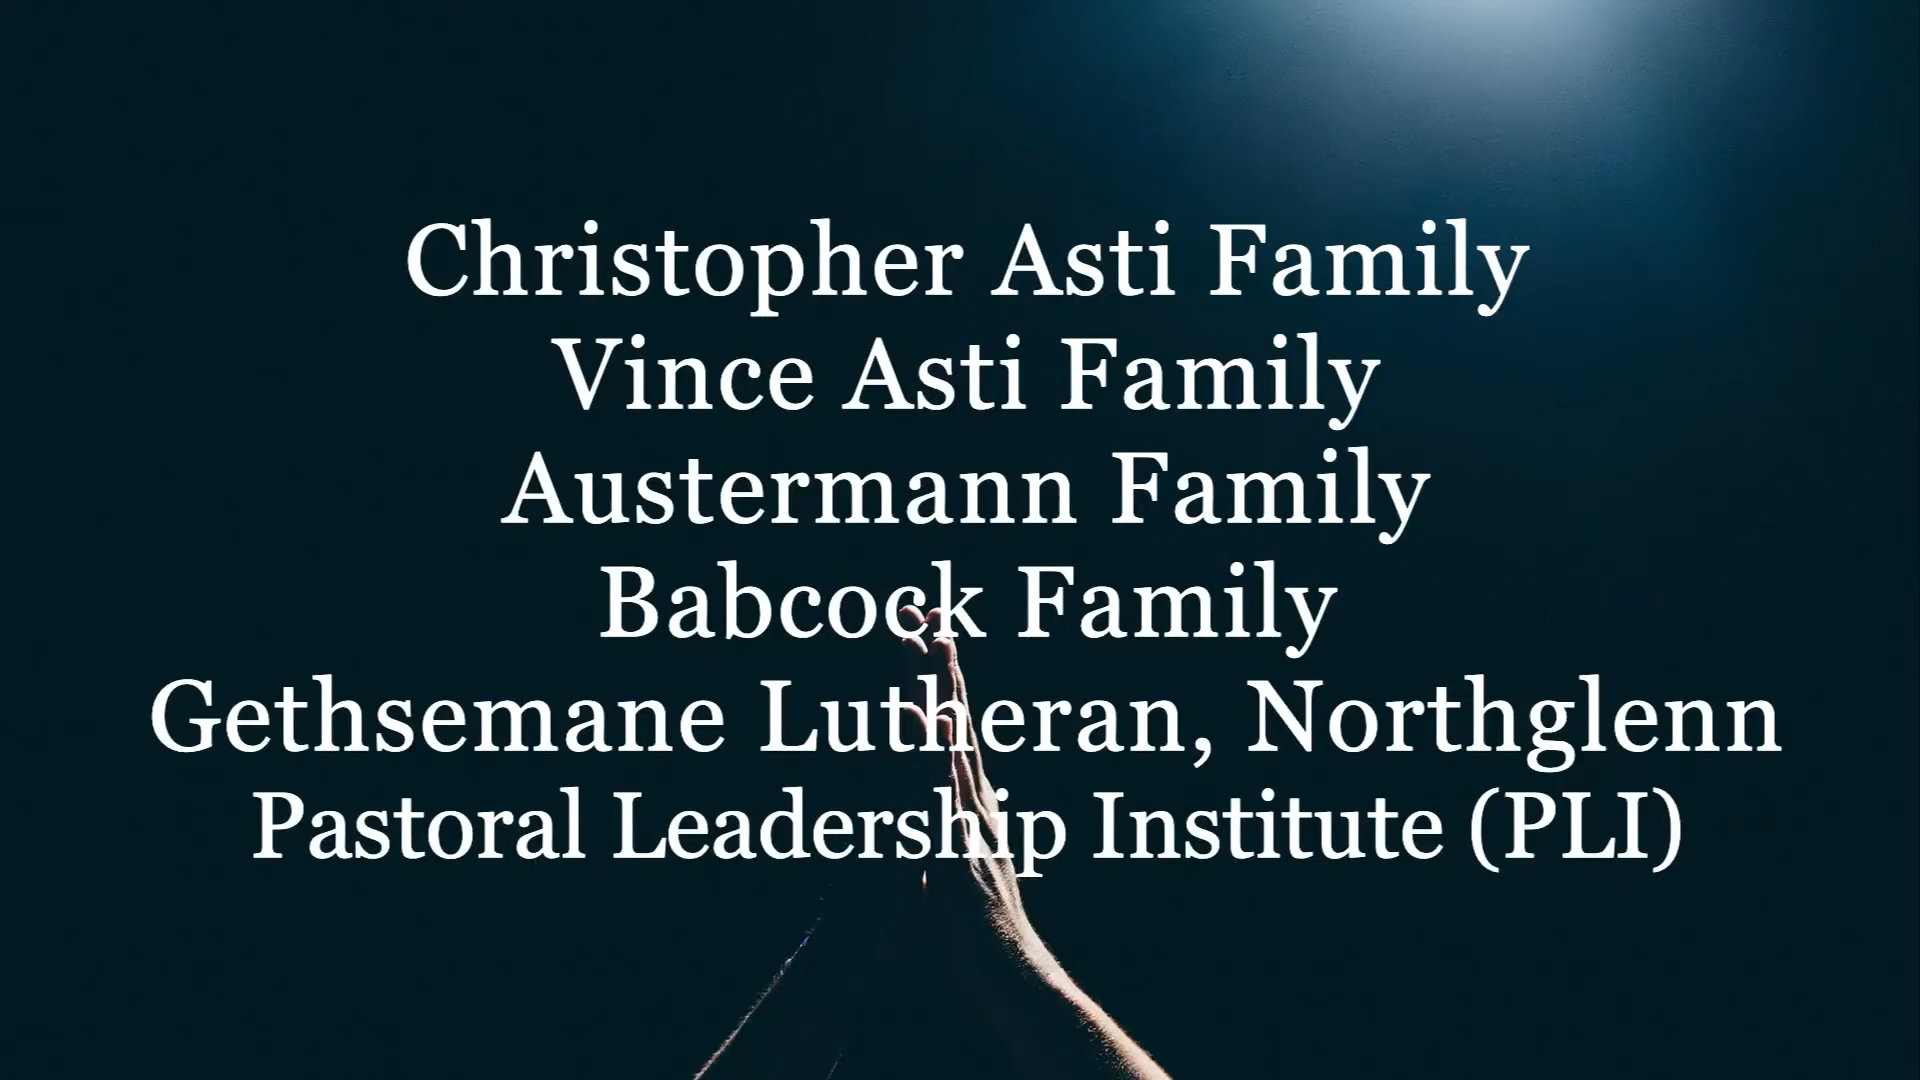 Christopher Asti Family
Vince Asti Family
Austermann Family
Babcock Family
Gethsemane Lutheran, Northglenn
Pastoral Leadership Institute (PLI)